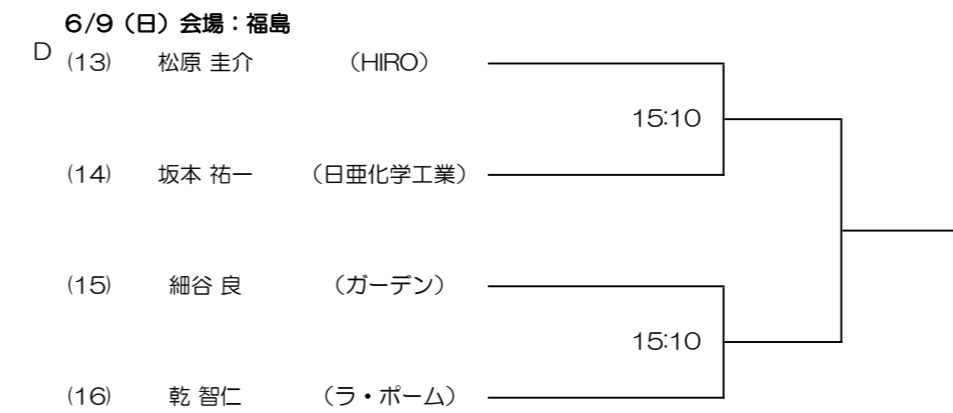 6/9（日）会場：福島
D (13) 松原 圭介 （HIRO）
15:10
(14) 坂本 祐一 （日亜化学工業）
(15) 細谷 良 （ガーデン）
15:10
(16) 乾 智仁 （ラ・ポーム）